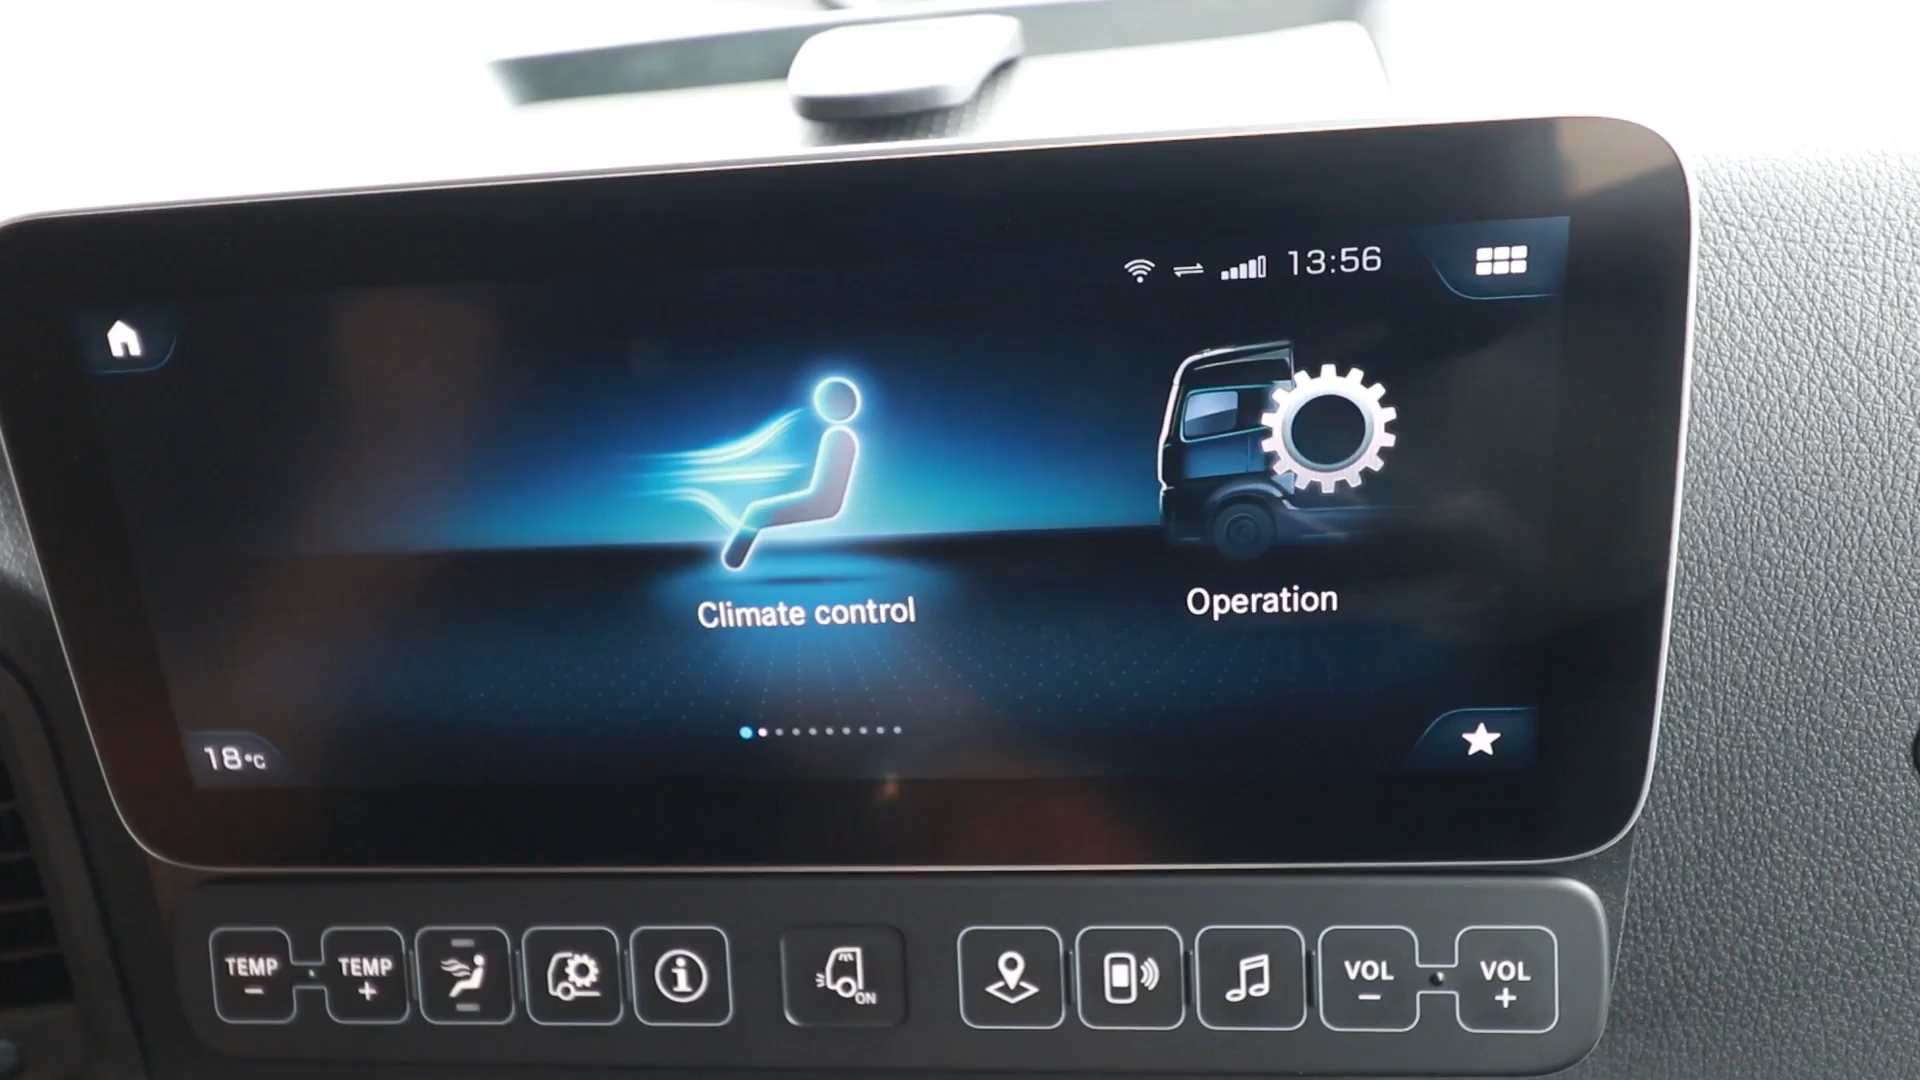 13:56
Climate control
Operation
18°C
TEMP
−
TEMP
+
ON
VOL
−
VOL
+